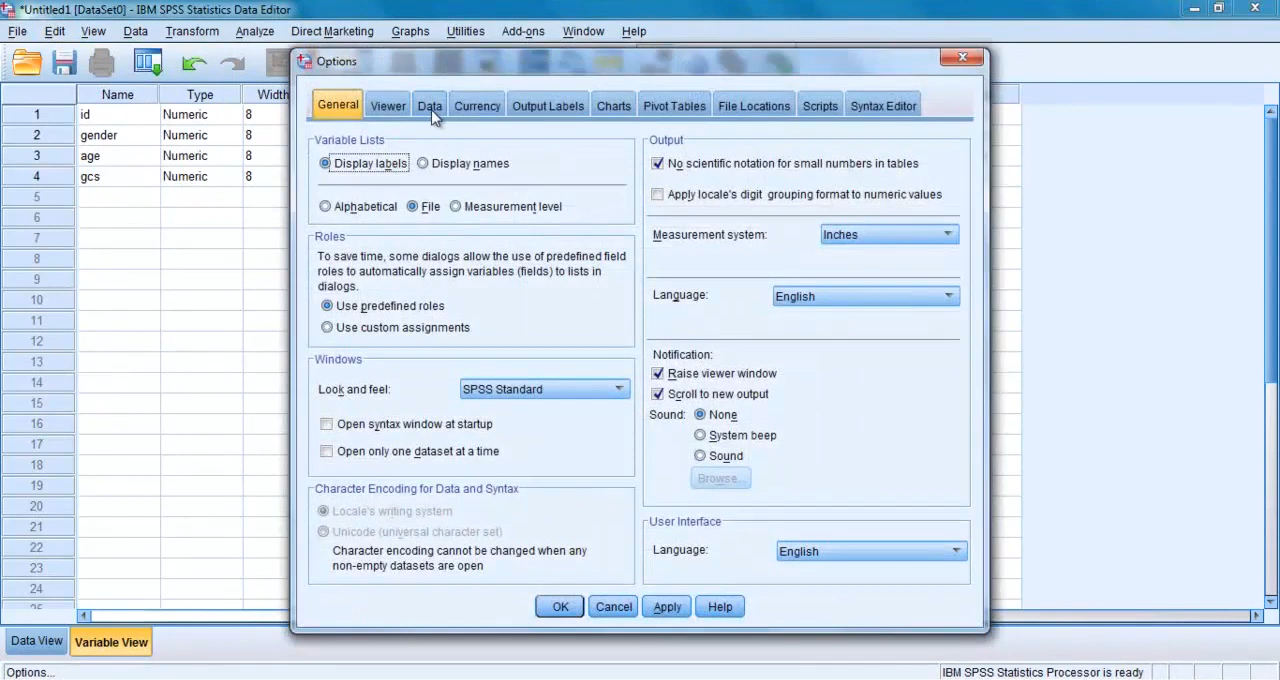 *Untitled1 [DataSet0] - IBM SPSS Statistics Data Editor
File Edit View Data Transform Analyze Direct Marketing Graphs Utilities Add-ons Window Help
Options
Name Type Width
1 id Numeric 8
2 gender Numeric 8
3 age Numeric 8
4 gcs Numeric 8
5
6
7
8
9
10
11
12
13
14
15
16
17
18
19
20
21
22
23
24
25
General Viewer Data Currency Output Labels Charts Pivot Tables File Locations Scripts Syntax Editor
Variable Lists
Display labels Display names
Alphabetical File Measurement level
Roles
To save time, some dialogs allow the use of predefined field
roles to automatically assign variables (fields) to lists in
dialogs.
Use predefined roles
Use custom assignments
Windows
Look and feel: SPSS Standard
Open syntax window at startup
Open only one dataset at a time
Character Encoding for Data and Syntax
Locale's writing system
Unicode (universal character set)
Character encoding cannot be changed when any
non-empty datasets are open
Output
No scientific notation for small numbers in tables
Apply locale's digit grouping format to numeric values
Measurement system: Inches
Language: English
Notification:
Raise viewer window
Scroll to new output
Sound: None
System beep
Sound
Browse...
User Interface
Language: English
OK Cancel Apply Help
Data View Variable View
Options... IBM SPSS Statistics Processor is ready